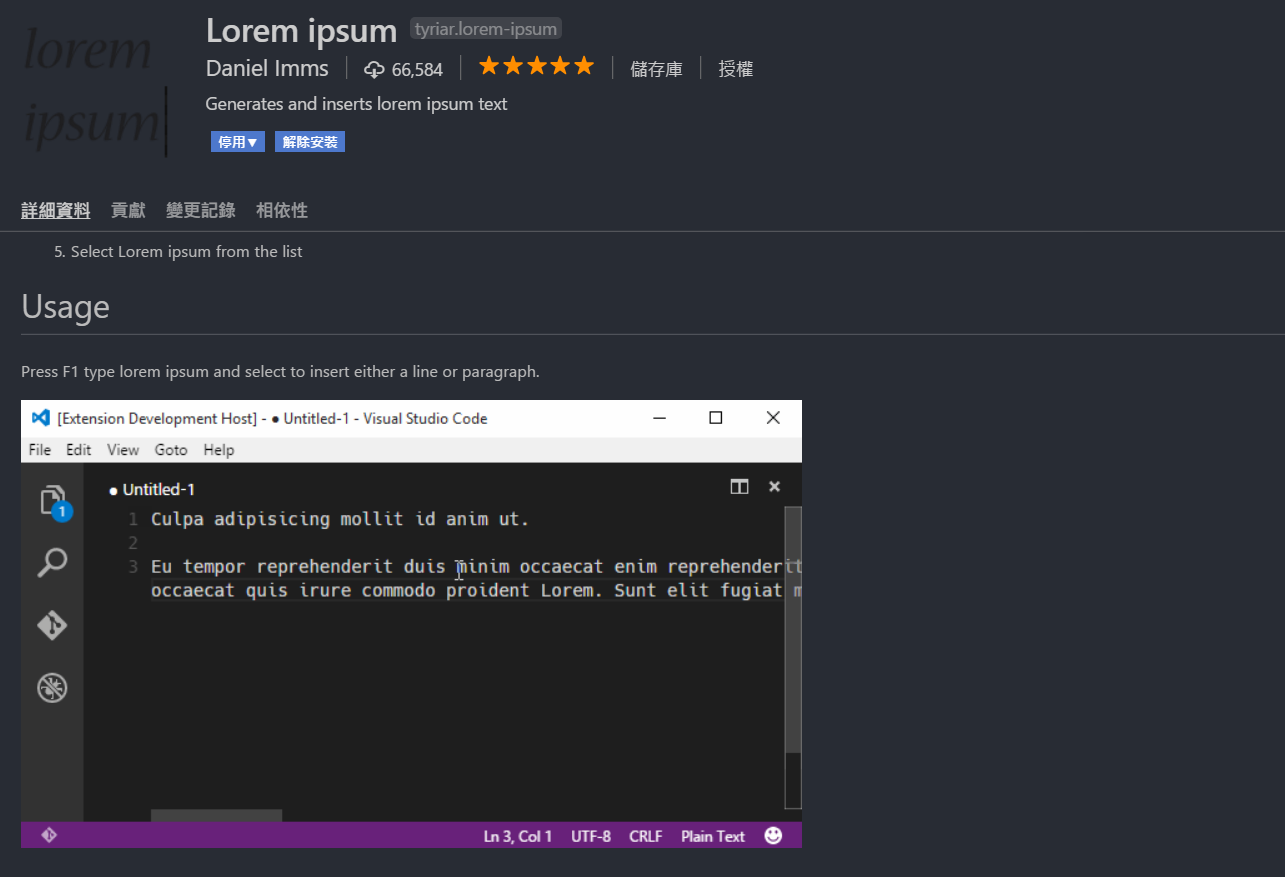 lorem
ipsum
Lorem ipsum tyriar.lorem-ipsum
Daniel Imms 66,584 儲存庫 授權
Generates and inserts lorem ipsum text
停用▼ 解除安裝
詳細資料 貢獻 變更記錄 相依性
5. Select Lorem ipsum from the list
Usage
Press F1 type lorem ipsum and select to insert either a line or paragraph.
[Extension Development Host] - ● Untitled-1 - Visual Studio Code
File Edit View Goto Help
● Untitled-1
1
1 Culpa adipisicing mollit id anim ut.
2
3 Eu tempor reprehenderit duis minim occaecat enim reprehenderit
occaecat quis irure commodo proident Lorem. Sunt elit fugiat m
Ln 3, Col 1 UTF-8 CRLF Plain Text